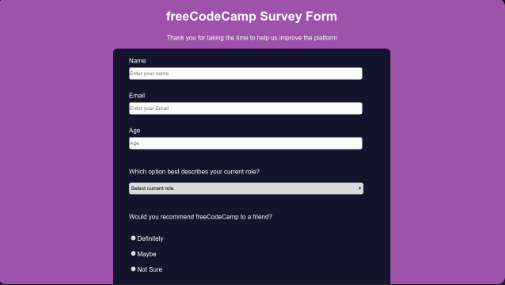 freeCodeCamp Survey Form
Thank you for taking the time to help us improve the platform
Name
Enter your name
Email
Enter your Email
Age
Age
Which option best describes your current role?
Select current role
Would you recommend freeCodeCamp to a friend?
Definitely
Maybe
Not Sure